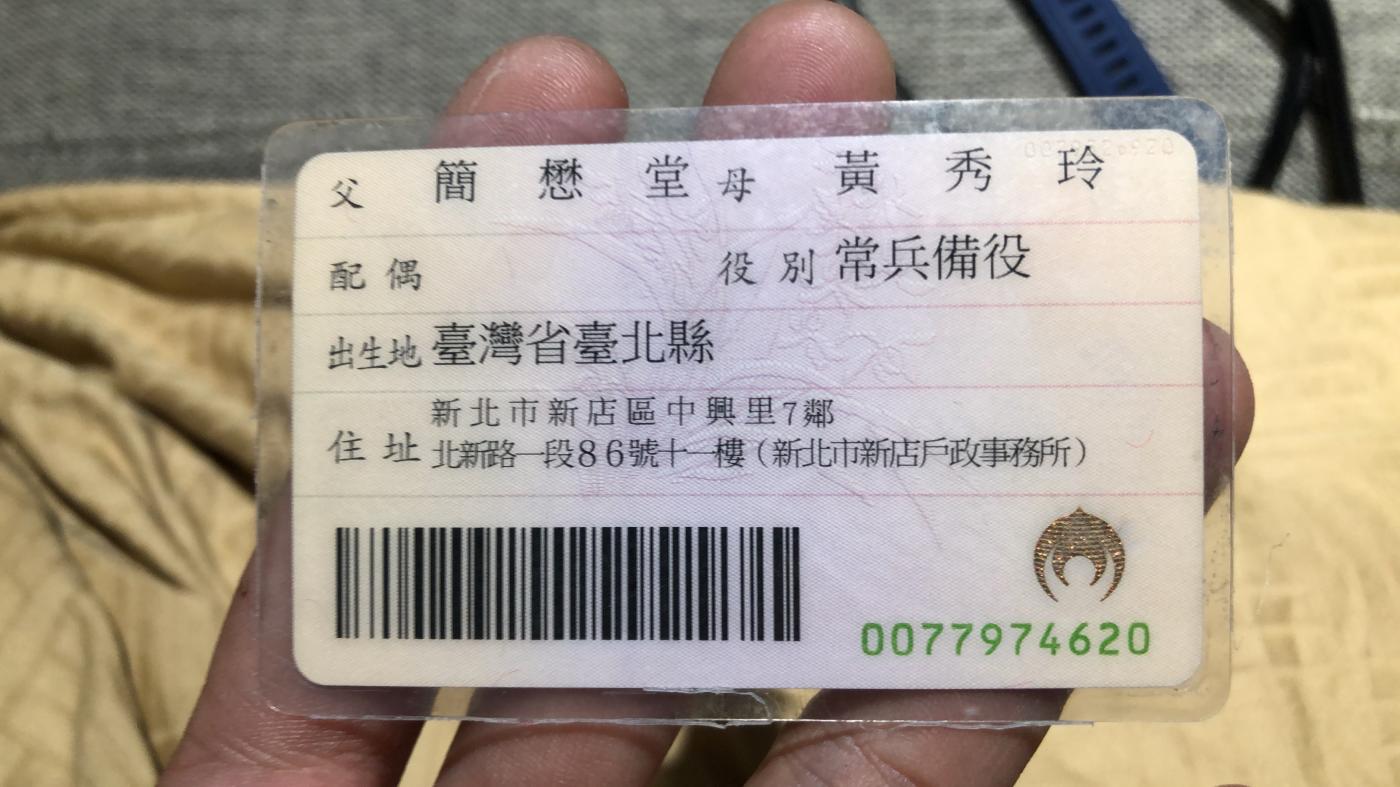 父 簡懋堂 母 黃秀玲
配偶 役別 常兵備役
出生地 臺灣省臺北縣
新北市新店區中興里7鄰
住址 北新路一段86號十一樓（新北市新店戶政事務所）
0077974620